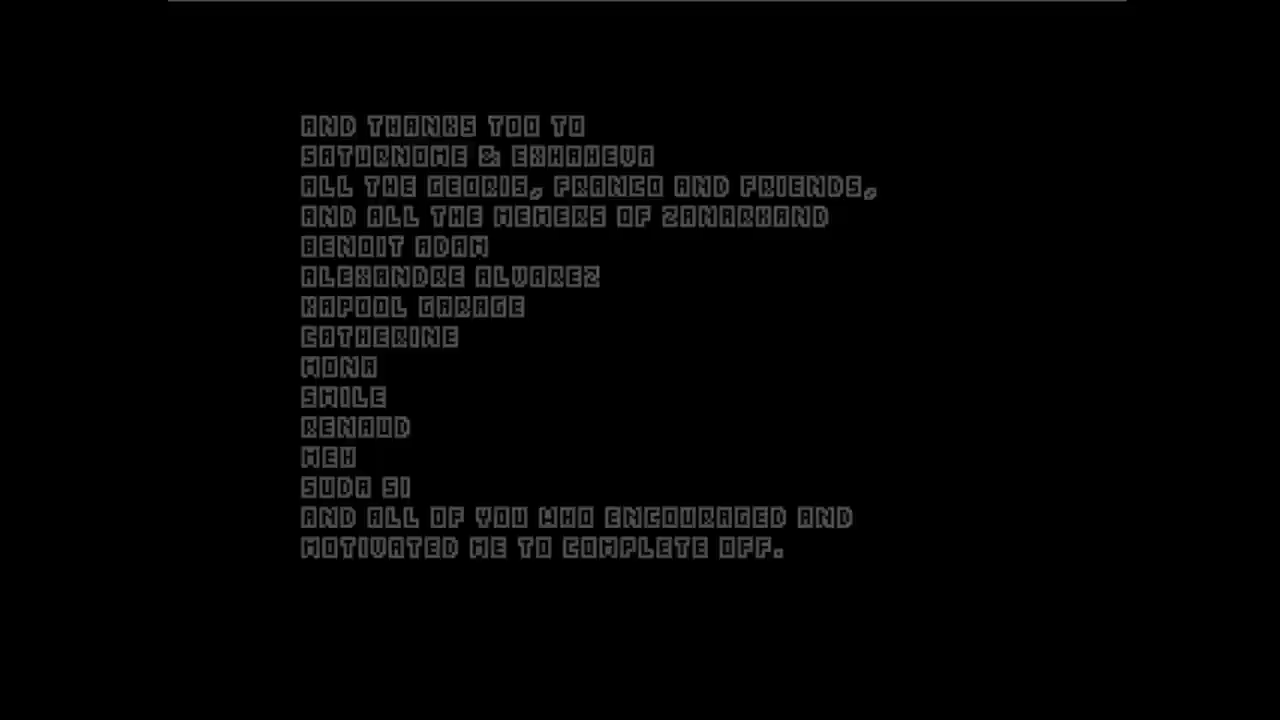 AND THANKS TOO TO
SATURNOME & EXHAHEVA
ALL THE GEORIS, FRANCO AND FRIENDS,
AND ALL THE MEMERS OF ZANARKAND
BENOIT ADAM
ALEXANDRE ALVAREZ
KAPOOL GARAGE
CATHERINE
MONA
SMILE
RENAUD
MEH
SUDA 51
AND ALL OF YOU WHO ENCOURAGED AND
MOTIVATED ME TO COMPLETE OFF.